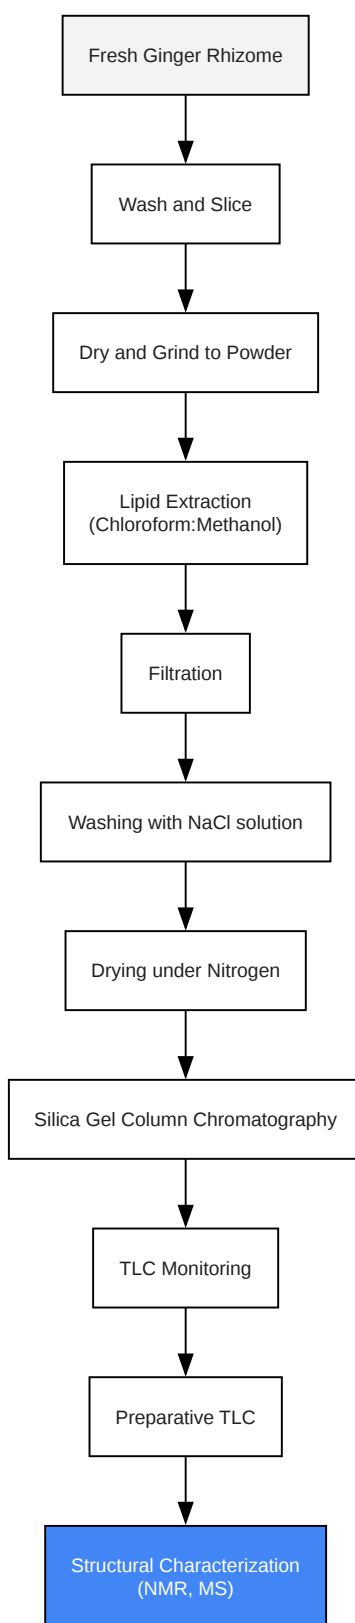 Fresh Ginger Rhizome
Wash and Slice
Dry and Grind to Powder
Lipid Extraction
(Chloroform:Methanol)
Filtration
Washing with NaCl solution
Drying under Nitrogen
Silica Gel Column Chromatography
TLC Monitoring
Preparative TLC
Structural Characterization
(NMR, MS)